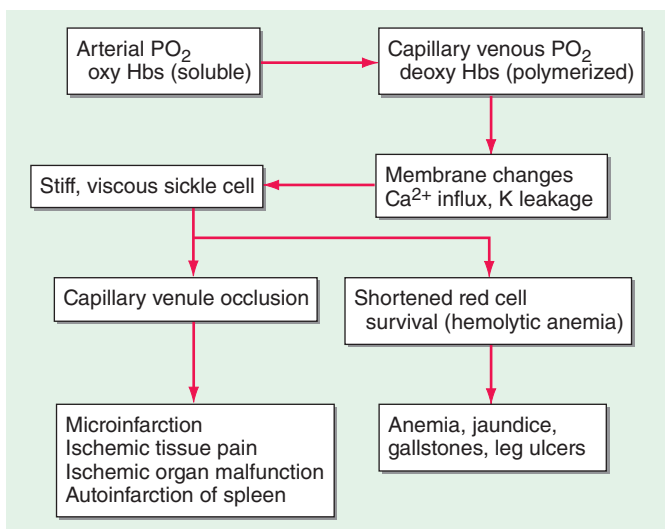 Arterial PO₂
oxy Hbs (soluble)
Capillary venous PO₂
deoxy Hbs (polymerized)
Membrane changes
Ca²⁺ influx, K leakage
Stiff, viscous sickle cell
Capillary venule occlusion
Shortened red cell
survival (hemolytic anemia)
Microinfarction
Ischemic tissue pain
Ischemic organ malfunction
Autoinfarction of spleen
Anemia, jaundice,
gallstones, leg ulcers